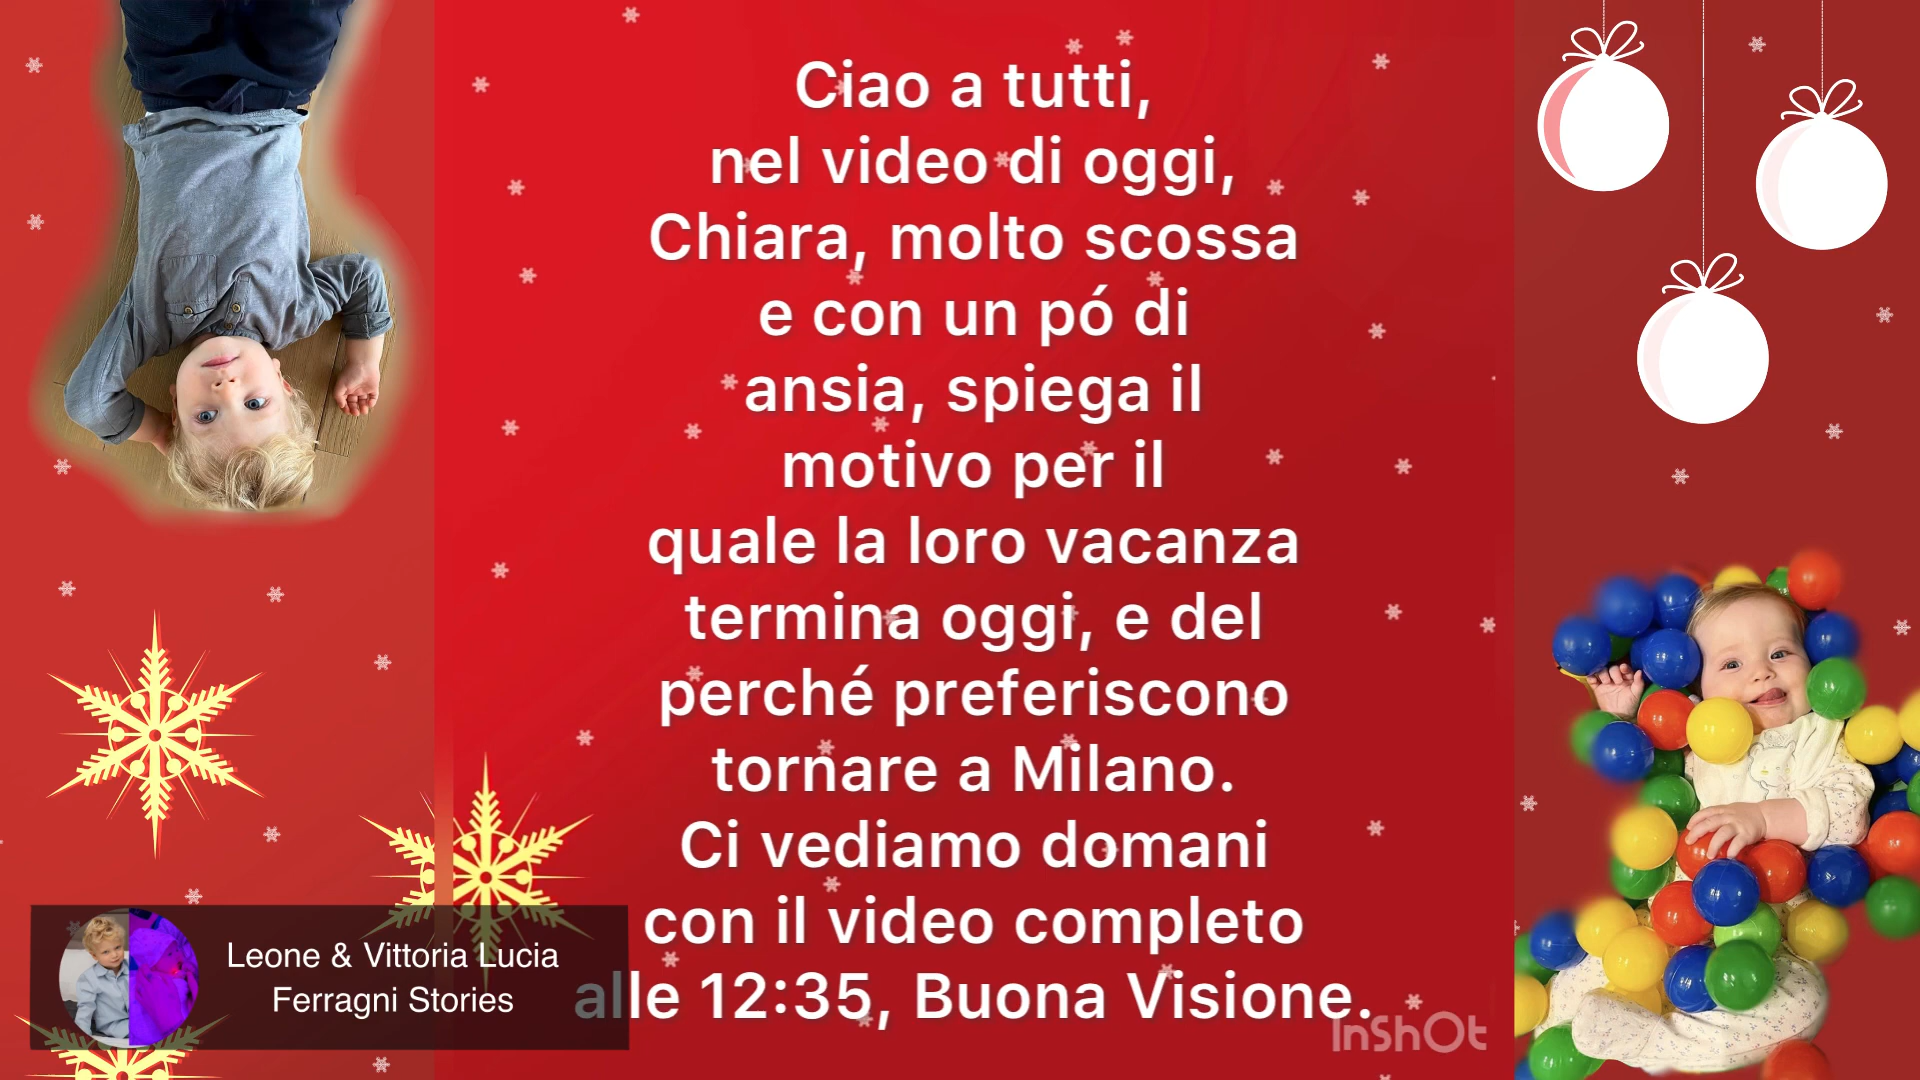 Ciao a tutti,
nel video di oggi,
Chiara, molto scossa
e con un pó di
ansia, spiega il
motivo per il
quale la loro vacanza
termina oggi, e del
perché preferiscono
tornare a Milano.
Ci vediamo domani
con il video completo
alle 12:35, Buona Visione.
Leone & Vittoria Lucia
Ferragni Stories
InShOt